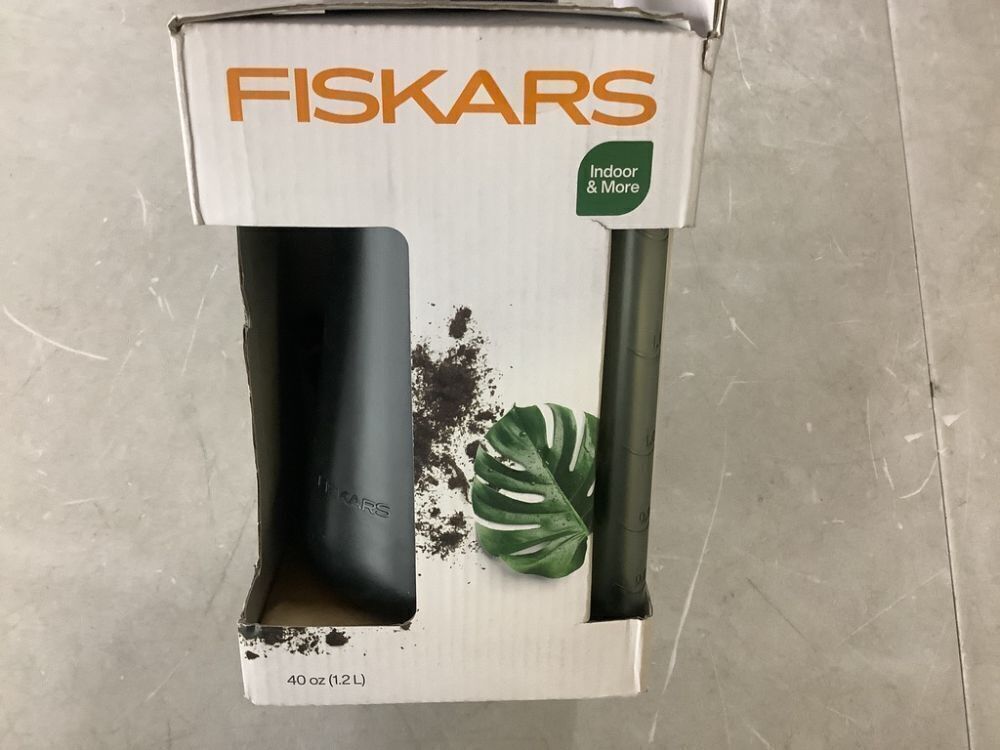 FISKARS
Indoor
& More
FISKARS
40 oz (1.2 L)